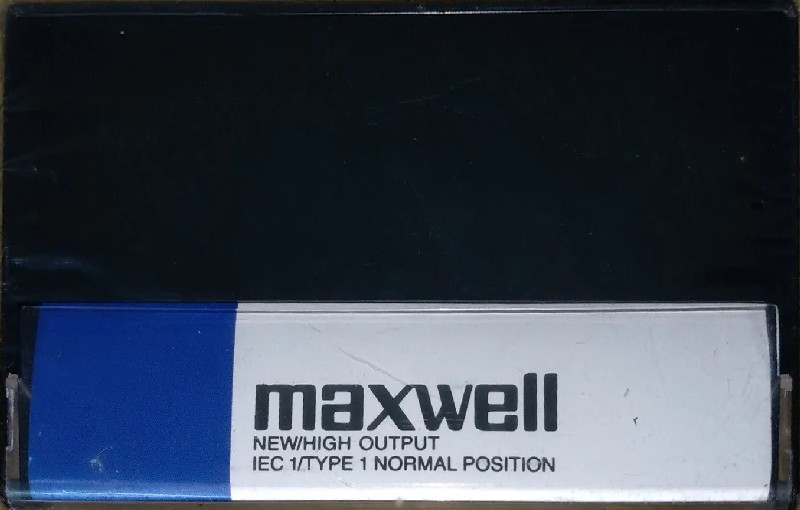 maxwell
NEW/HIGH OUTPUT
IEC 1/TYPE 1 NORMAL POSITION